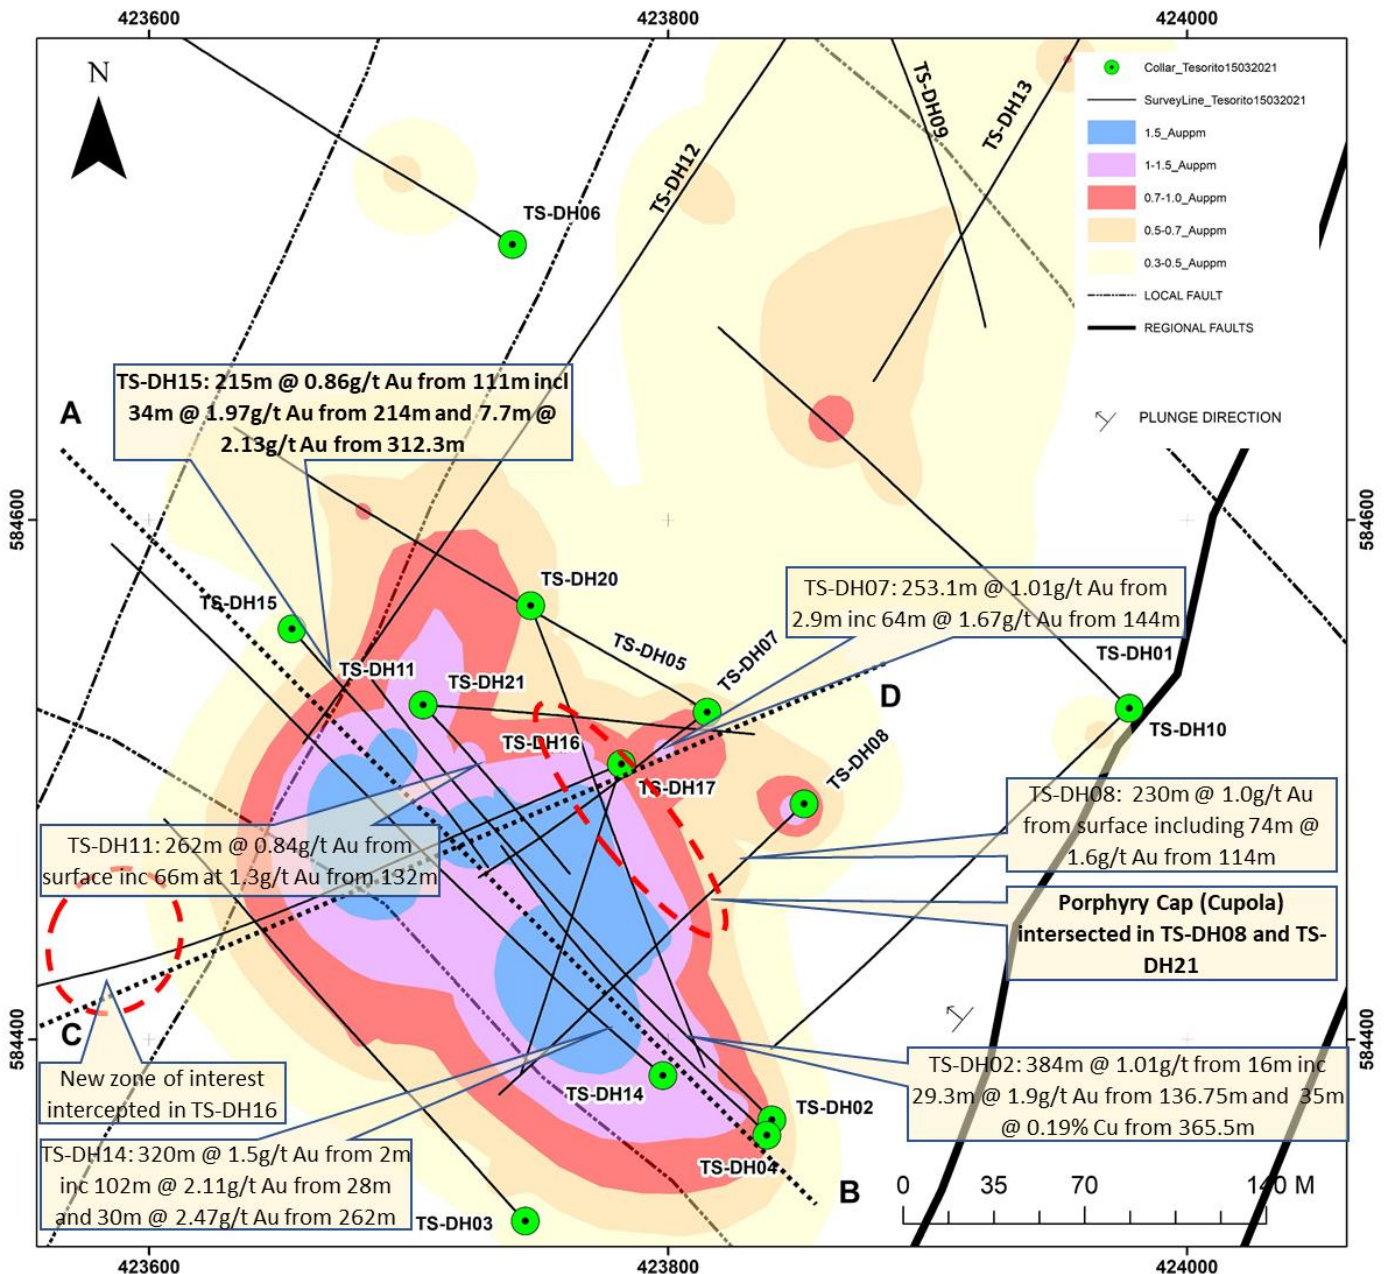 423600
423800
424000
N
Collar_Tesorito15032021
SurveyLine_Tesorito15032021
1.5_Auppm
1-1.5_Auppm
0.7-1.0_Auppm
0.5-0.7_Auppm
0.3-0.5_Auppm
LOCAL FAULT
REGIONAL FAULTS
PLUNGE DIRECTION
TS-DH09
TS-DH13
TS-DH12
TS-DH06
TS-DH15: 215m @ 0.86g/t Au from 111m incl
34m @ 1.97g/t Au from 214m and 7.7m @
2.13g/t Au from 312.3m
A
584600
584600
TS-DH15
TS-DH20
TS-DH07: 253.1m @ 1.01g/t Au from
2.9m inc 64m @ 1.67g/t Au from 144m
TS-DH05
TS-DH07
TS-DH01
TS-DH11
TS-DH21
D
TS-DH10
TS-DH16
TS-DH17
TS-DH08
TS-DH08: 230m @ 1.0g/t Au
from surface including 74m @
1.6g/t Au from 114m
TS-DH11: 262m @ 0.84g/t Au from
surface inc 66m at 1.3g/t Au from 132m
Porphyry Cap (Cupola)
intersected in TS-DH08 and TS-
DH21
C
584400
584400
New zone of interest
intercepted in TS-DH16
TS-DH14
TS-DH02
TS-DH02: 384m @ 1.01g/t from 16m inc
29.3m @ 1.9g/t Au from 136.75m and 35m
@ 0.19% Cu from 365.5m
TS-DH14: 320m @ 1.5g/t Au from 2m
inc 102m @ 2.11g/t Au from 28m
and 30m @ 2.47g/t Au from 262m
TS-DH04
B
TS-DH03
0 35 70 140 M
423600
423800
424000